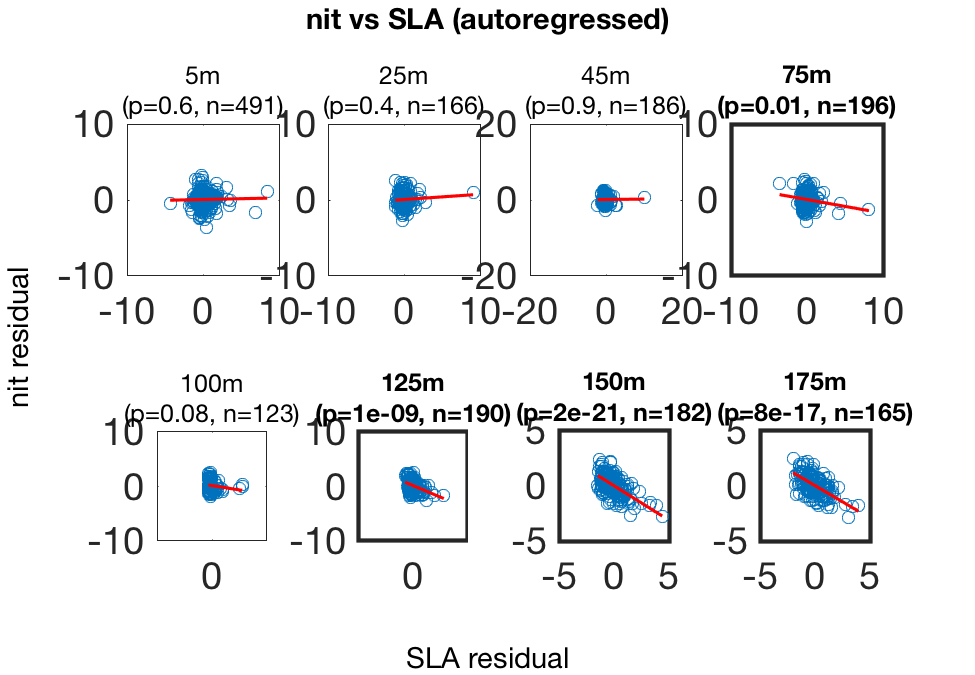 nit vs SLA (autoregressed)
5m
(p=0.6, n=491)
25m
(p=0.4, n=166)
45m
(p=0.9, n=186)
75m
(p=0.01, n=196)
10
0
-10
-10 0 10
10
0
-10
-10 0 10
20
0
-20
-20 0 20
10
0
-10
-10 0 10
nit residual
100m
(p=0.08, n=123)
125m
(p=1e-09, n=190)
150m
(p=2e-21, n=182)
175m
(p=8e-17, n=165)
10
0
-10
0
10
0
-10
0
5
0
-5
-5 0 5
5
0
-5
-5 0 5
SLA residual